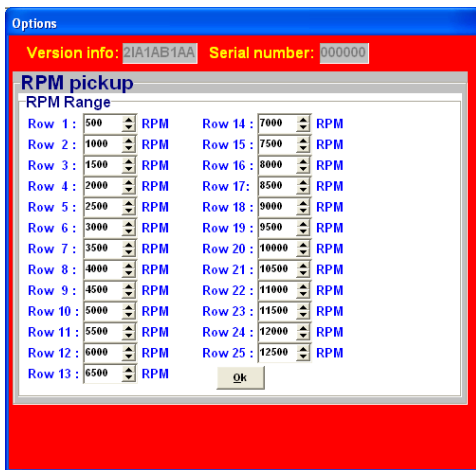 Options
Version info: 2IA1AB1AA Serial number: 000000
RPM pickup
RPM Range
Row 1 : 500 RPM Row 14 : 7000 RPM
Row 2 : 1000 RPM Row 15 : 7500 RPM
Row 3 : 1500 RPM Row 16 : 8000 RPM
Row 4 : 2000 RPM Row 17: 8500 RPM
Row 5 : 2500 RPM Row 18 : 9000 RPM
Row 6 : 3000 RPM Row 19 : 9500 RPM
Row 7 : 3500 RPM Row 20 : 10000 RPM
Row 8 : 4000 RPM Row 21 : 10500 RPM
Row 9 : 4500 RPM Row 22 : 11000 RPM
Row 10 : 5000 RPM Row 23 : 11500 RPM
Row 11 : 5500 RPM Row 24 : 12000 RPM
Row 12 : 6000 RPM Row 25 : 12500 RPM
Row 13 : 6500 RPM Ok